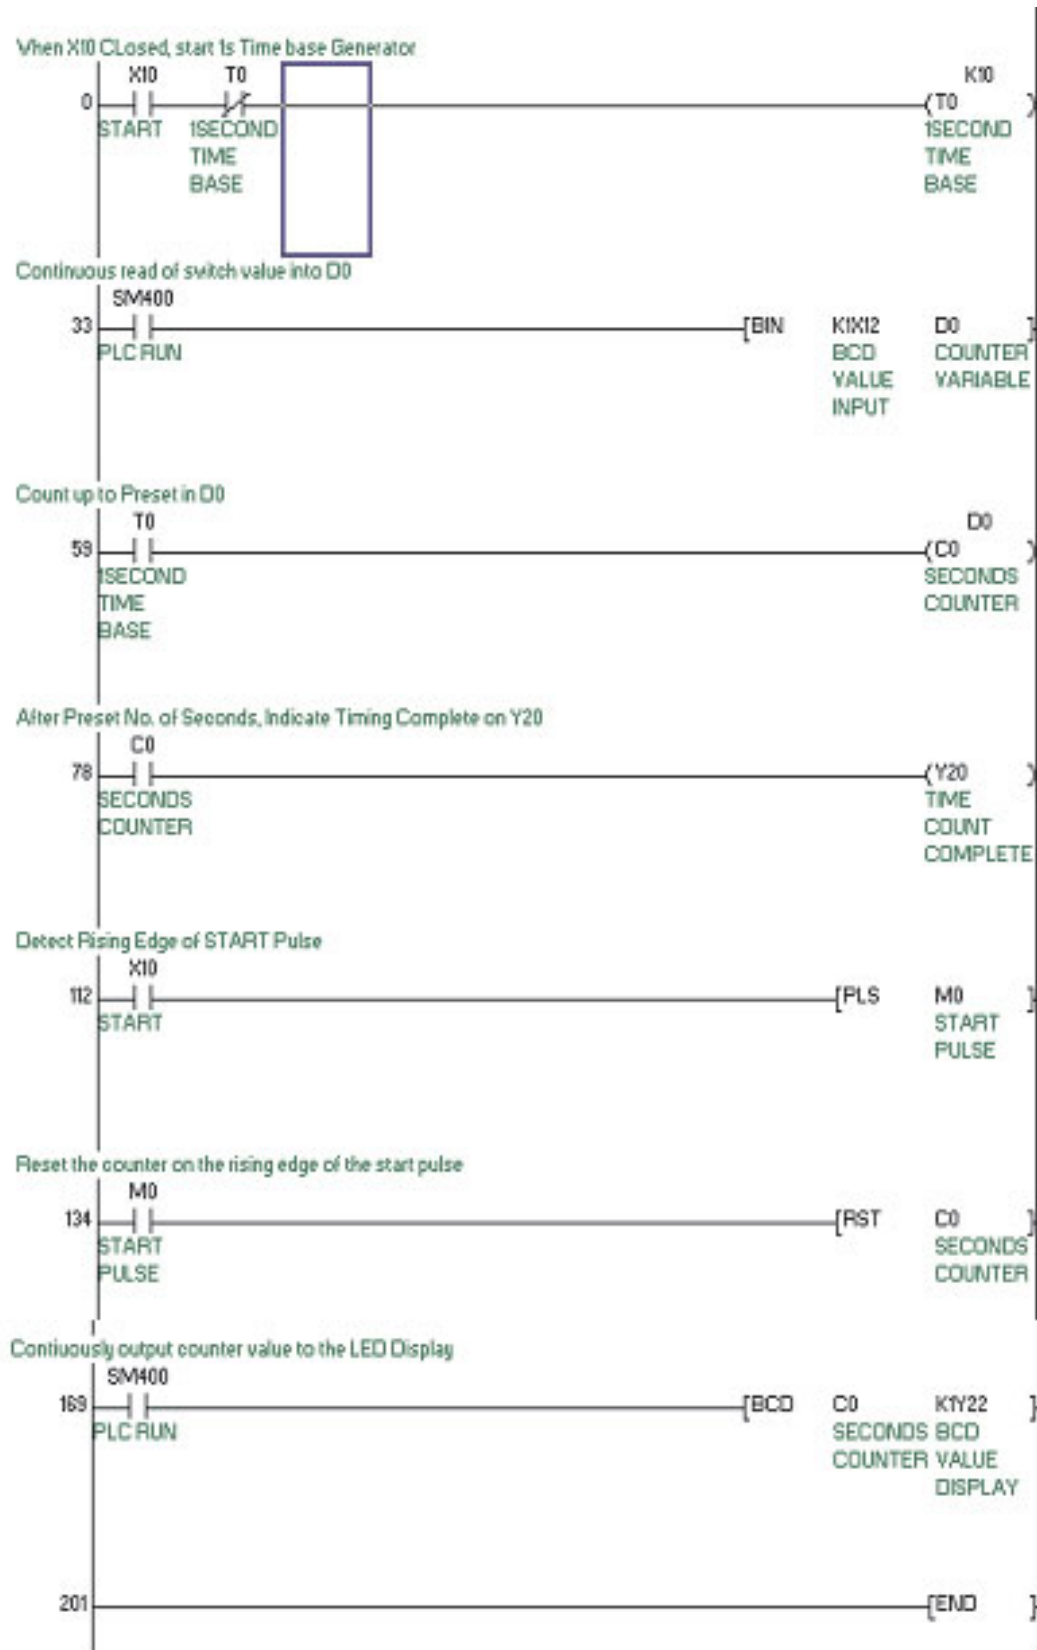 When X10 CLosed, start 1s Time base Generator
X10 T0 K10
0 (T0 )
START 1SECOND 1SECOND
TIME TIME
BASE BASE
Continuous read of switch value into D0
SM400
33 [BIN K1X12 D0 ]
PLC RUN BCD COUNTER
VALUE VARIABLE
INPUT
Count up to Preset in D0
T0 D0
59 (C0 )
1SECOND SECONDS
TIME COUNTER
BASE
After Preset No. of Seconds, Indicate Timing Complete on Y20
C0
78 (Y20 )
SECONDS TIME
COUNTER COUNT
COMPLETE
Detect Rising Edge of START Pulse
X10
112 [PLS M0 ]
START START
PULSE
Reset the counter on the rising edge of the start pulse
M0
134 [RST C0 ]
START SECONDS
PULSE COUNTER
Contiuously output counter value to the LED Display
SM400
169 [BCD C0 K1Y22 ]
PLC RUN SECONDS BCD
COUNTER VALUE
DISPLAY
201 [END ]